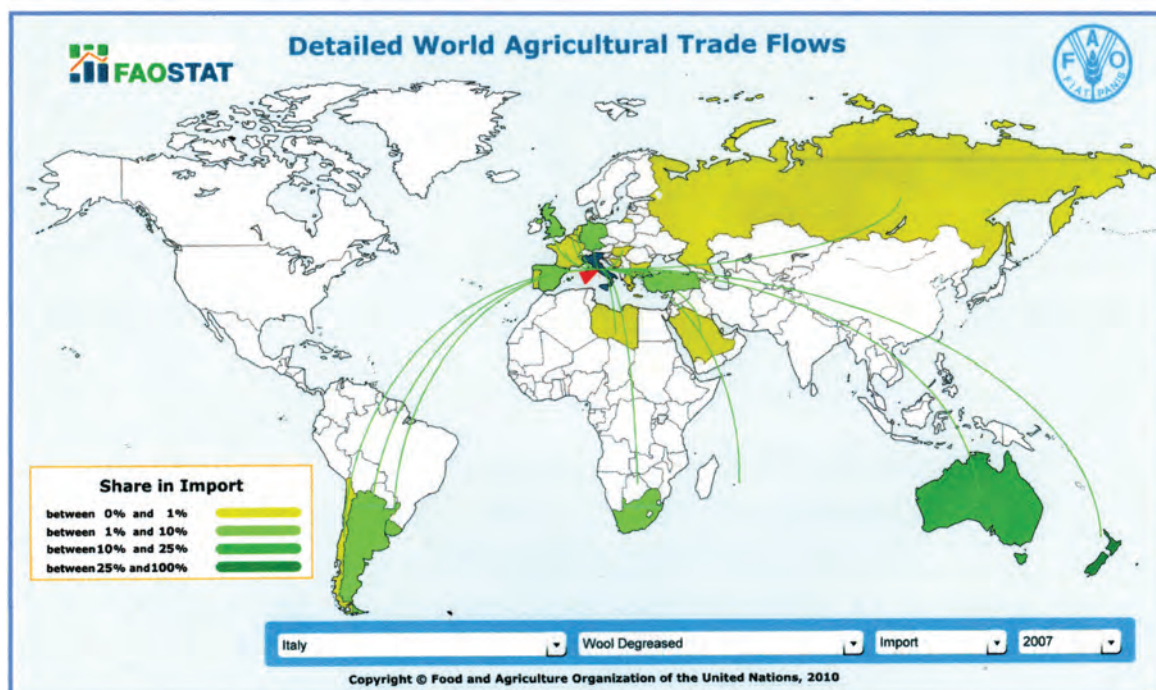 Detailed World Agricultural Trade Flows
FAOSTAT
F A O
FIAT PANIS
Share in Import
between 0% and 1%
between 1% and 10%
between 10% and 25%
between 25% and 100%
Italy
Wool Degreased
Import
2007
Copyright © Food and Agriculture Organization of the United Nations, 2010